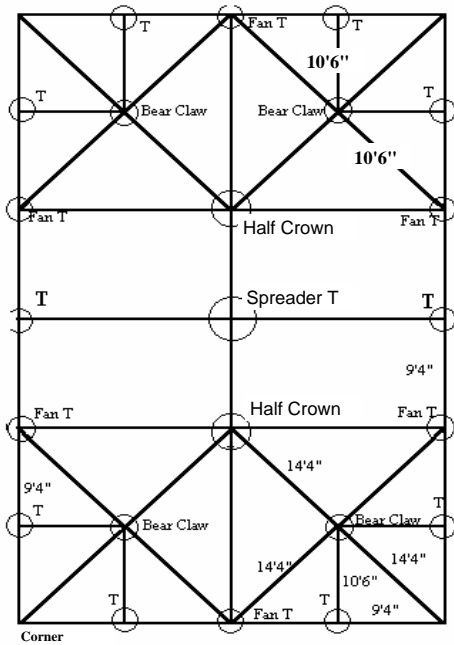 T Fan T T
10'6"
T Bear Claw Bear Claw T
10'6"
Fan T Fan T
Half Crown
T Spreader T T
9'4"
Fan T Half Crown Fan T
14'4"
9'4"
T Bear Claw Bear Claw T
14'4" 10'6" 14'4"
T Fan T T 9'4"
Corner